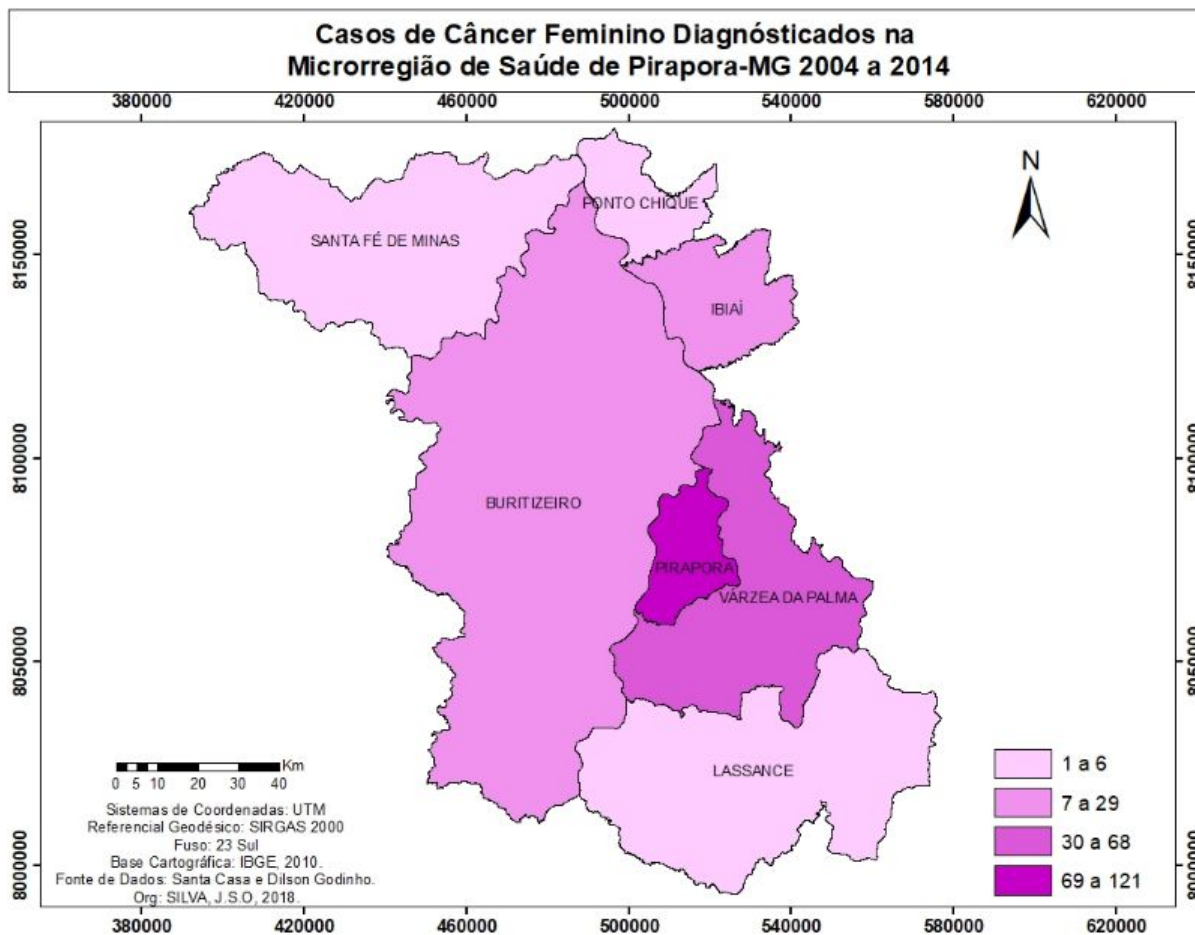 Casos de Câncer Feminino Diagnósticados na
Microrregião de Saúde de Pirapora-MG 2004 a 2014
380000 420000 460000 500000 540000 580000 620000
N
PONTO CHIQUE
SANTA FÉ DE MINAS
8150000 8150000
IBIAÍ
8100000 8100000
BURITIZEIRO
PIRAPORA
VÁRZEA DA PALMA
8050000 8050000
LASSANCE
Km
0 5 10 20 30 40
Sistemas de Coordenadas: UTM
Referencial Geodésico: SIRGAS 2000
Fuso: 23 Sul
Base Cartográfica: IBGE, 2010.
Fonte de Dados: Santa Casa e Dilson Godinho.
Org: SILVA, J.S.O, 2018.
1 a 6
7 a 29
30 a 68
69 a 121
8000000 8000000
380000 420000 460000 500000 540000 580000 620000